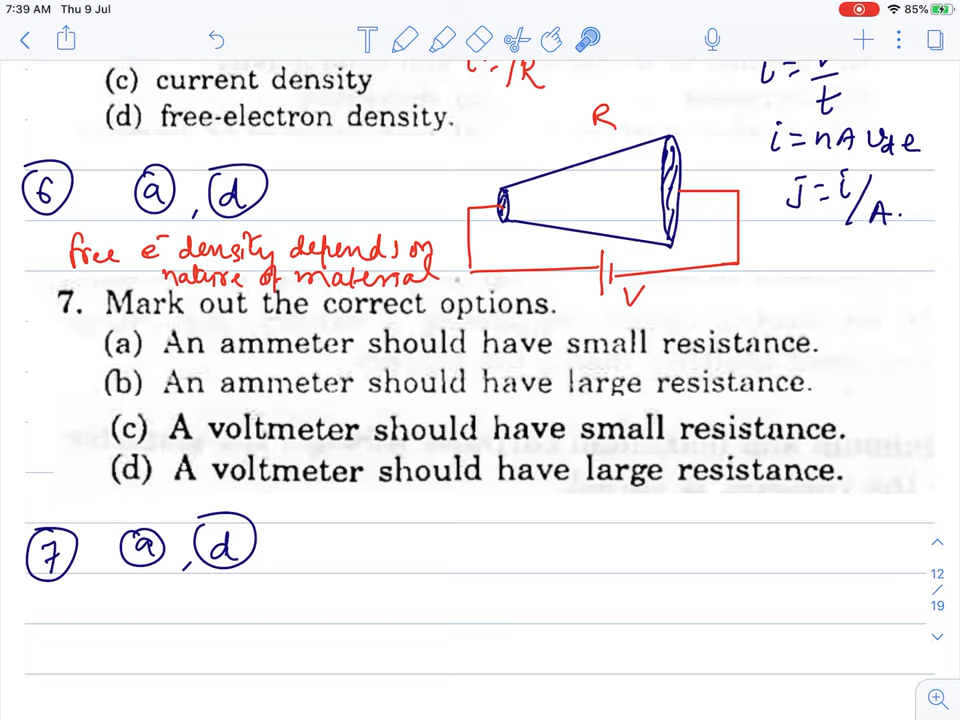 7:39 AM Thu 9 Jul
85%
T
(c) current density
(d) free-electron density.
R
t
i = nA vd e
J = i/A.
6 a, d
free e⁻ density depends on
nature of material
V
7. Mark out the correct options.
(a) An ammeter should have small resistance.
(b) An ammeter should have large resistance.
(c) A voltmeter should have small resistance.
(d) A voltmeter should have large resistance.
7 a, d
12
/
19